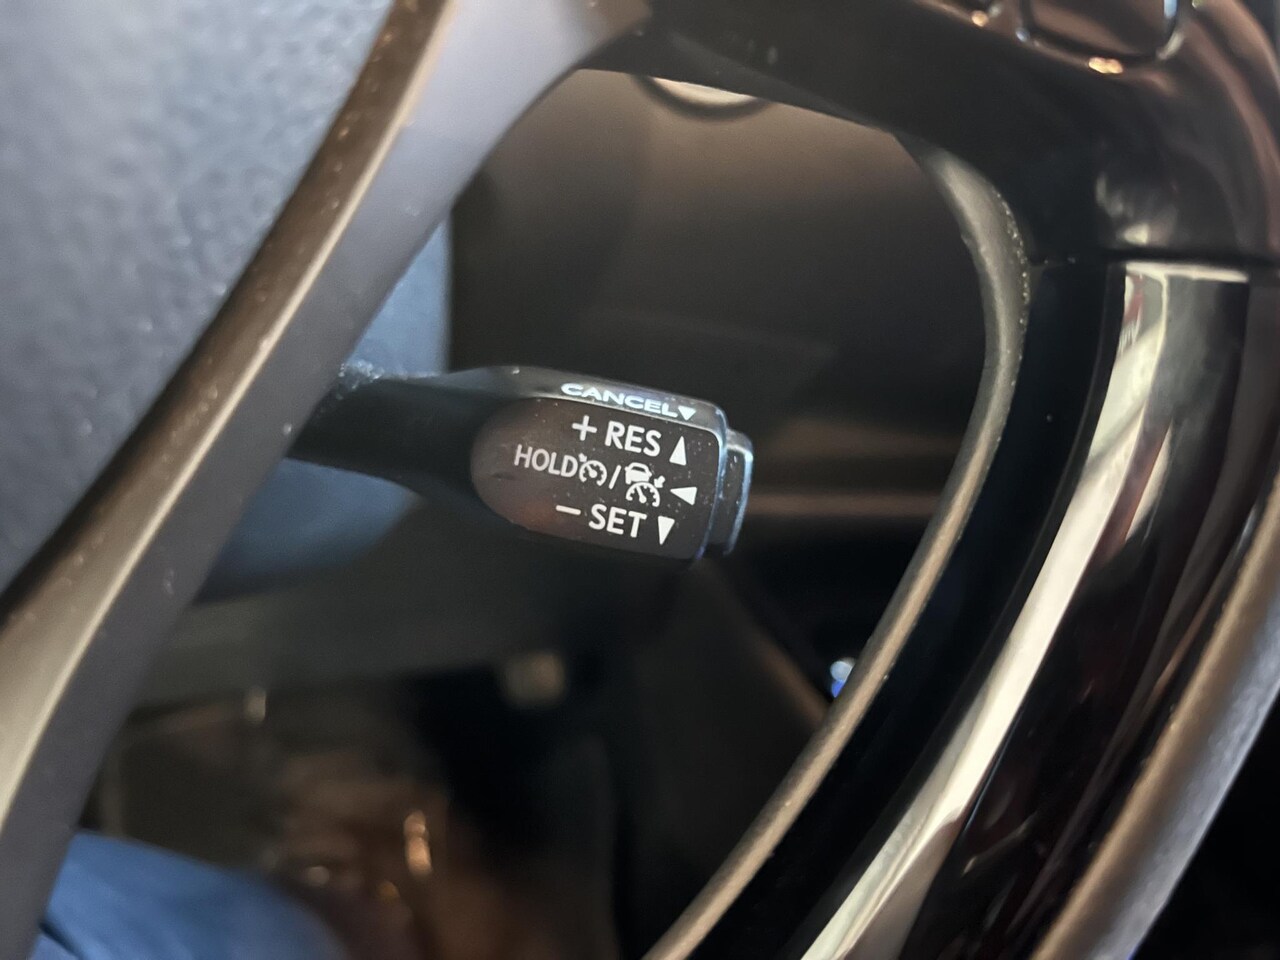 CANCEL▼
+ RES ▲
HOLD /  ◀
− SET ▼